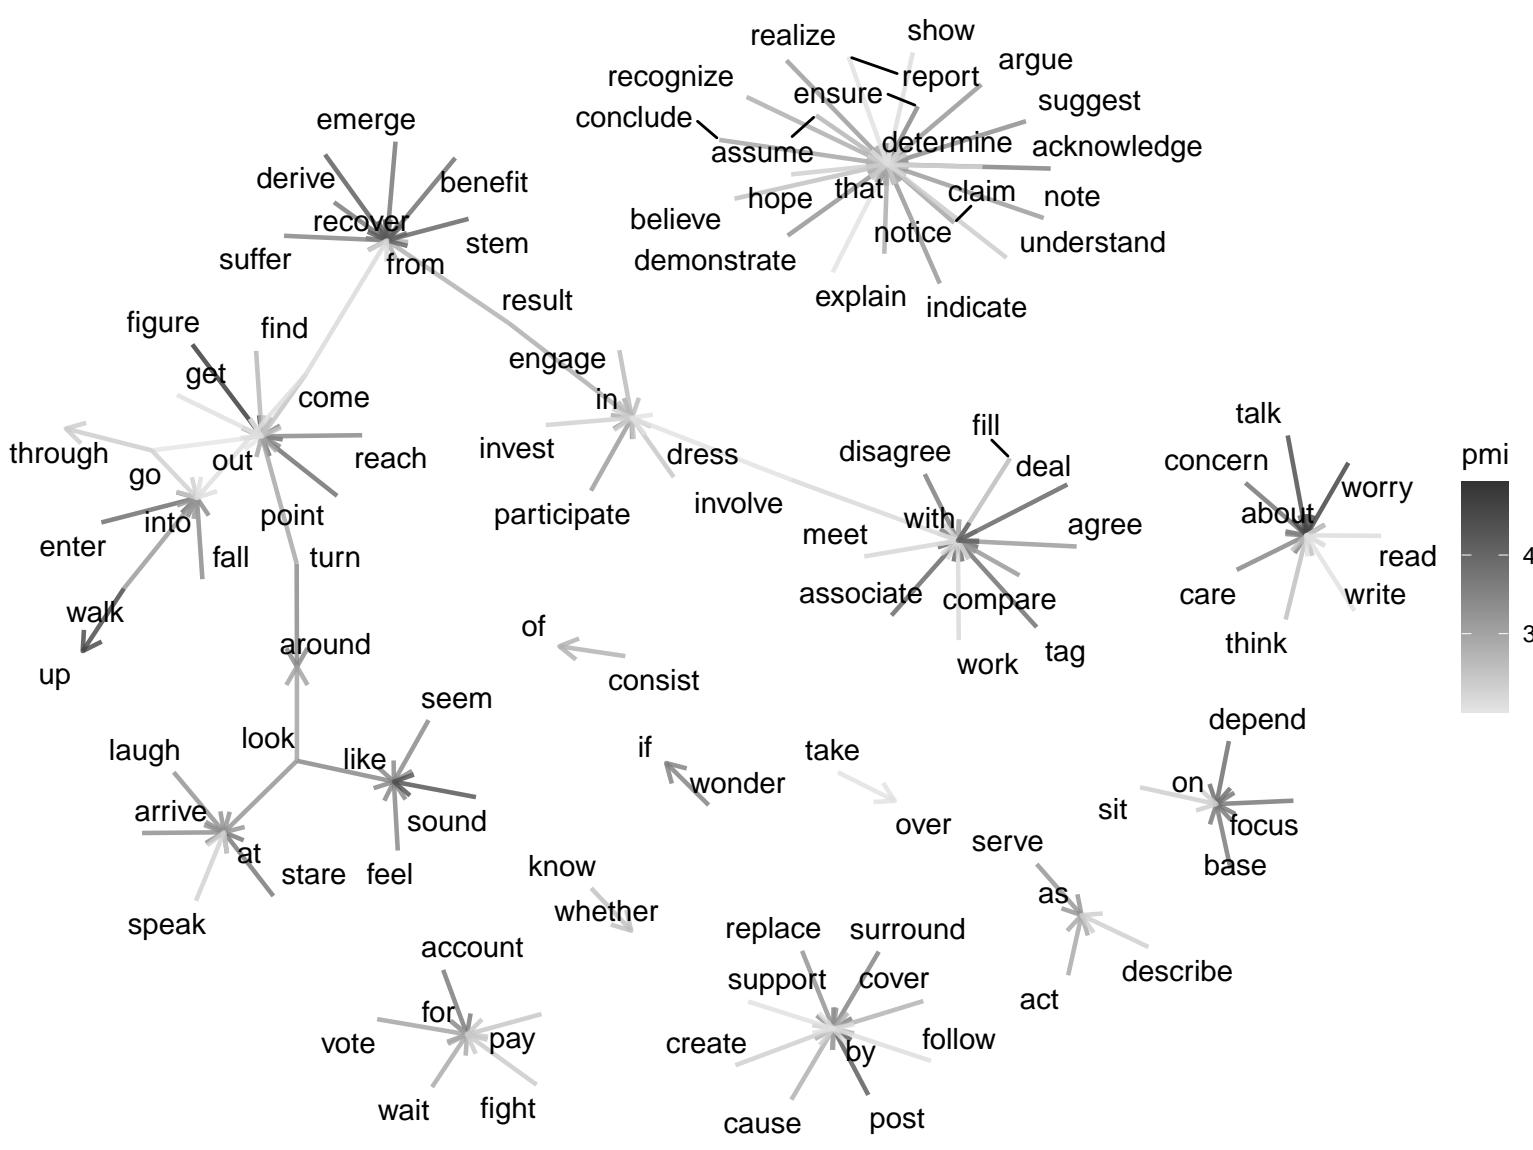 show
realize
argue
recognize
report
ensure
suggest
conclude
emerge
determine
acknowledge
assume
derive
benefit
that
claim
note
hope
recover
believe
notice
stem
understand
suffer
from
demonstrate
result
explain
indicate
figure
find
engage
get
come
in
talk
fill
through
out
reach
invest
dress
disagree
deal
concern
pmi
go
worry
involve
into
point
participate
with
about
agree
meet
enter
fall
turn
read
4
walk
associate
compare
care
write
of
3
around
think
up
consist
work
tag
seem
depend
look
laugh
like
if
take
wonder
on
arrive
sound
over
sit
focus
at
serve
stare
feel
know
base
as
speak
whether
replace
surround
account
support
cover
describe
for
act
vote
pay
create
by
follow
wait
fight
cause
post